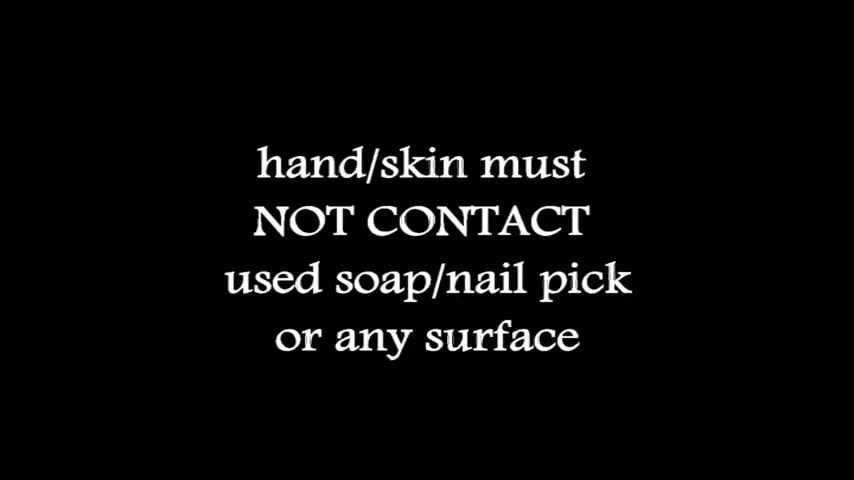 hand/skin must
NOT CONTACT
used soap/nail pick
or any surface